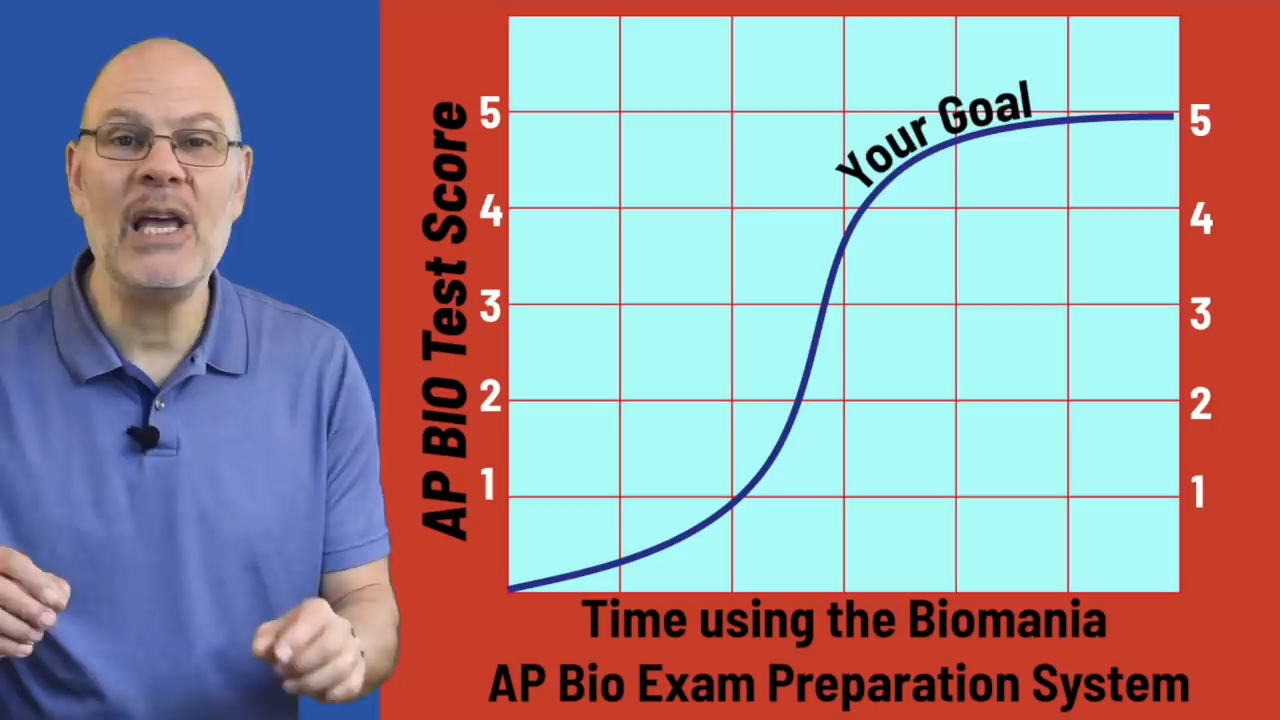 AP BIO Test Score
5
4
3
2
1
Your Goal
5
4
3
2
1
Time using the Biomania
AP Bio Exam Preparation System